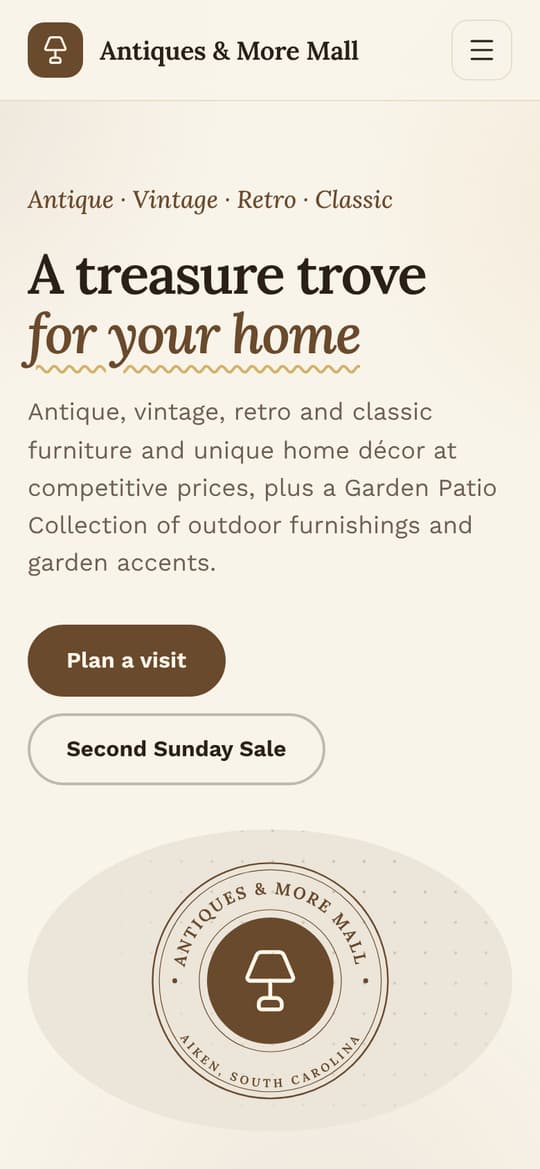 Antiques & More Mall
Antique · Vintage · Retro · Classic
A treasure trove
for your home
Antique, vintage, retro and classic
furniture and unique home décor at
competitive prices, plus a Garden Patio
Collection of outdoor furnishings and
garden accents.
Plan a visit
Second Sunday Sale
ANTIQUES & MORE MALL
AIKEN, SOUTH CAROLINA